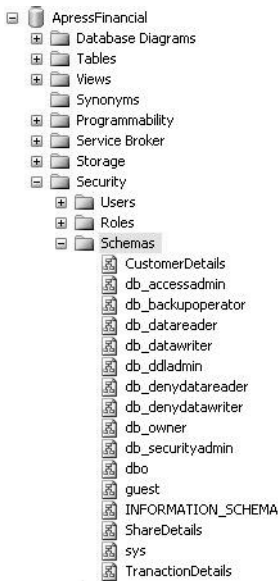 ApressFinancial
Database Diagrams
Tables
Views
Synonyms
Programmability
Service Broker
Storage
Security
Users
Roles
Schemas
CustomerDetails
db_accessadmin
db_backupoperator
db_datareader
db_datawriter
db_ddladmin
db_denydatareader
db_denydatawriter
db_owner
db_securityadmin
dbo
guest
INFORMATION_SCHEMA
ShareDetails
sys
TranactionDetails